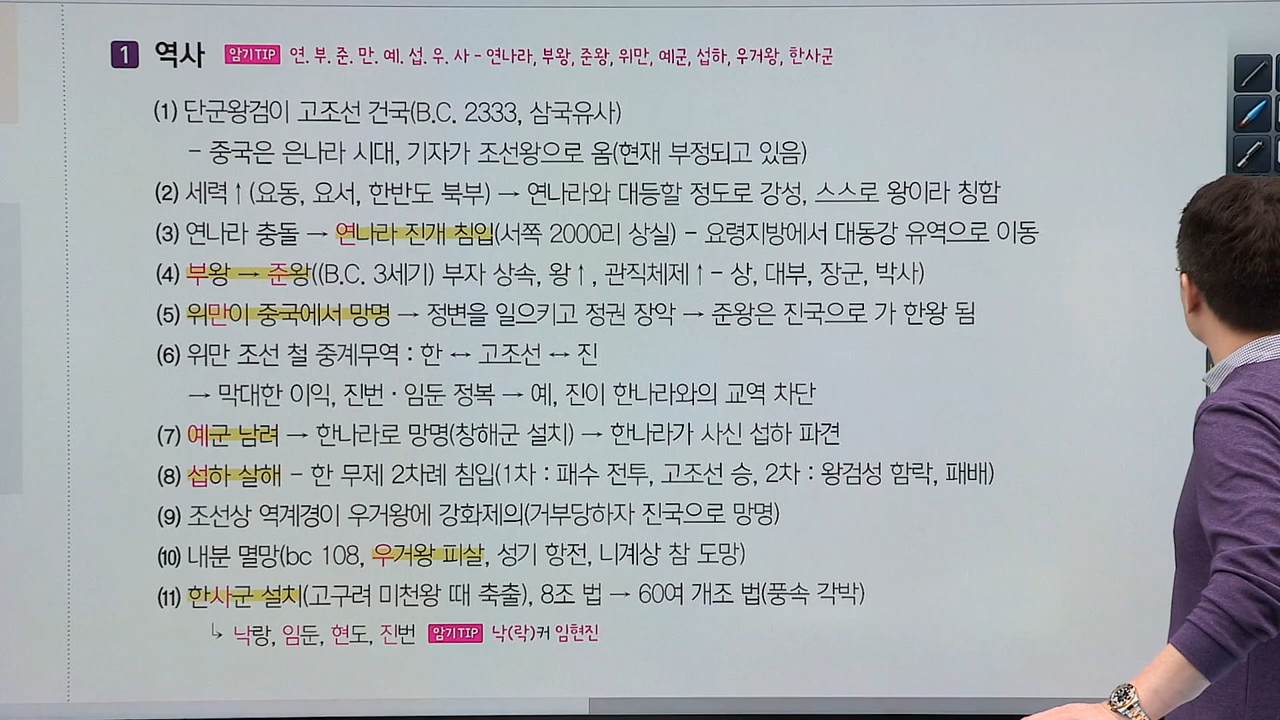 1 역사 암기TIP 연. 부. 준. 만. 예. 섭. 우. 사 - 연나라, 부왕, 준왕, 위만, 예군, 섭하, 우거왕, 한사군
(1) 단군왕검이 고조선 건국(B.C. 2333, 삼국유사)
- 중국은 은나라 시대, 기자가 조선왕으로 옴(현재 부정되고 있음)
(2) 세력↑(요동, 요서, 한반도 북부) → 연나라와 대등할 정도로 강성, 스스로 왕이라 칭함
(3) 연나라 충돌 → 연나라 진개 침입(서쪽 2000리 상실) - 요령지방에서 대동강 유역으로 이동
(4) 부왕 → 준왕((B.C. 3세기) 부자 상속, 왕↑, 관직체제↑- 상, 대부, 장군, 박사)
(5) 위만이 중국에서 망명 → 정변을 일으키고 정권 장악 → 준왕은 진국으로 가 한왕 됨
(6) 위만 조선 철 중계무역 : 한 ↔ 고조선 ↔ 진
→ 막대한 이익, 진번·임둔 정복 → 예, 진이 한나라와의 교역 차단
(7) 예군 남려 → 한나라로 망명(창해군 설치) → 한나라가 사신 섭하 파견
(8) 섭하 살해 - 한 무제 2차례 침입(1차 : 패수 전투, 고조선 승, 2차 : 왕검성 함락, 패배)
(9) 조선상 역계경이 우거왕에 강화제의(거부당하자 진국으로 망명)
(10) 내분 멸망(bc 108, 우거왕 피살, 성기 항전, 니계상 참 도망)
(11) 한사군 설치(고구려 미천왕 때 축출), 8조 법 → 60여 개조 법(풍속 각박)
↳ 낙랑, 임둔, 현도, 진번 암기TIP 낙(락)커 임현진